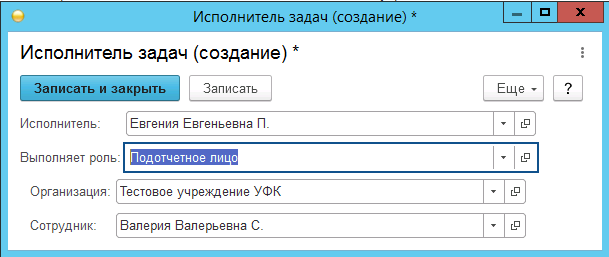 Исполнитель задач (создание) *
Исполнитель задач (создание) *
Записать и закрыть Записать Еще ?
Исполнитель: Евгения Евгеньевна П.
Выполняет роль: Подотчетное лицо
Организация: Тестовое учреждение УФК
Сотрудник: Валерия Валерьевна С.